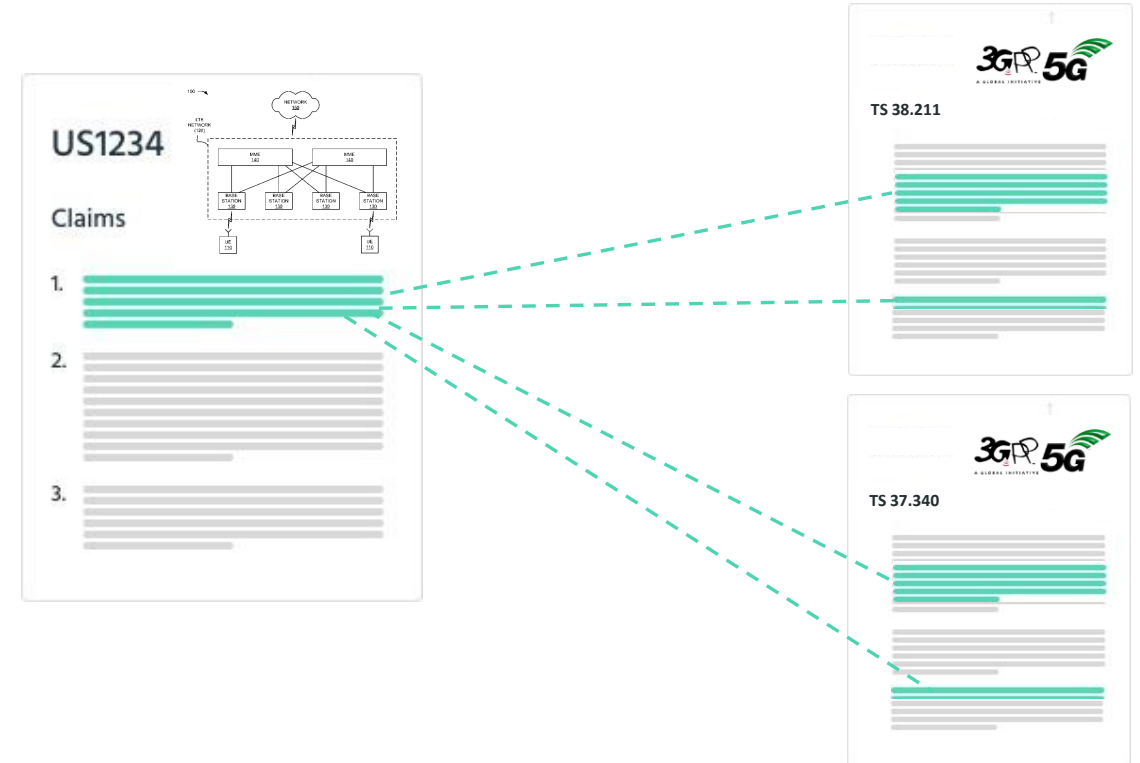 US1234
Claims
100
NETWORK
160
LTE
NETWORK
(120)
MME
140
MME
140
BASE
STATION
130
BASE
STATION
130
BASE
STATION
130
BASE
STATION
130
UE
110
UE
110
1.
2.
3.
3GPP 5G
A GLOBAL INITIATIVE
TS 38.211
3GPP 5G
A GLOBAL INITIATIVE
TS 37.340